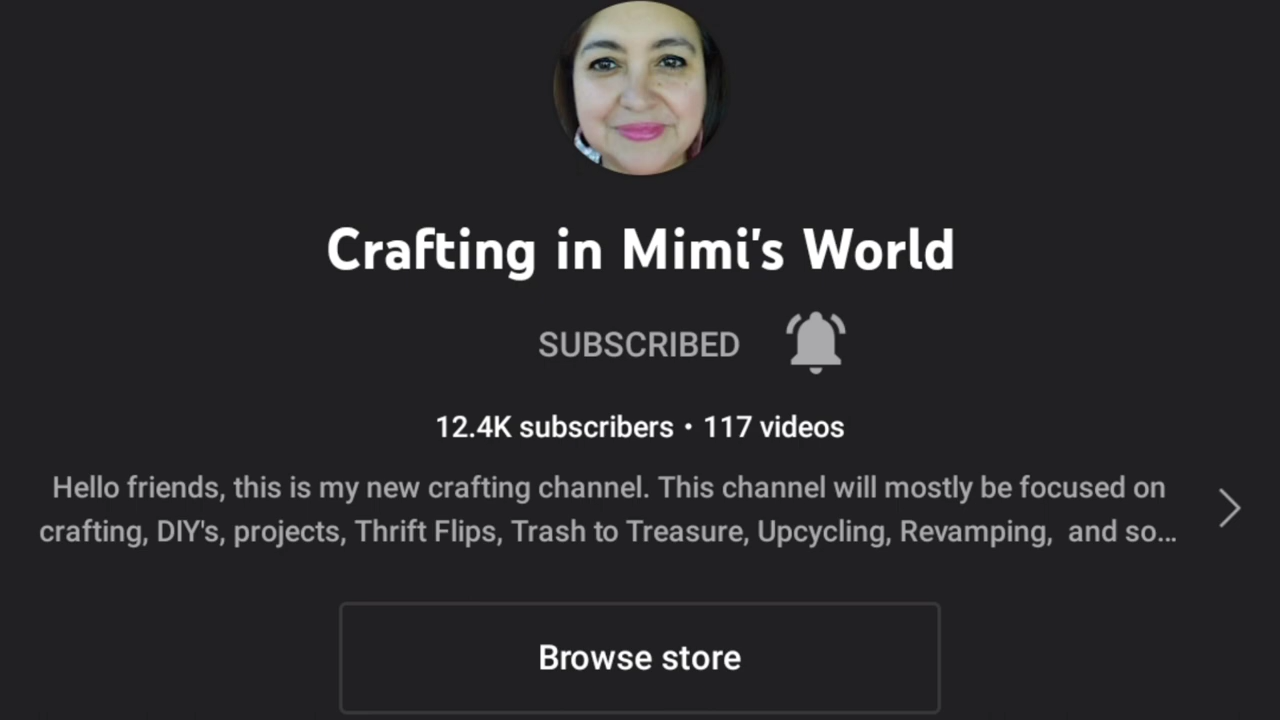 Crafting in Mimi's World
SUBSCRIBED
12.4K subscribers • 117 videos
Hello friends, this is my new crafting channel. This channel will mostly be focused on
crafting, DIY's, projects, Thrift Flips, Trash to Treasure, Upcycling, Revamping,  and so...
Browse store